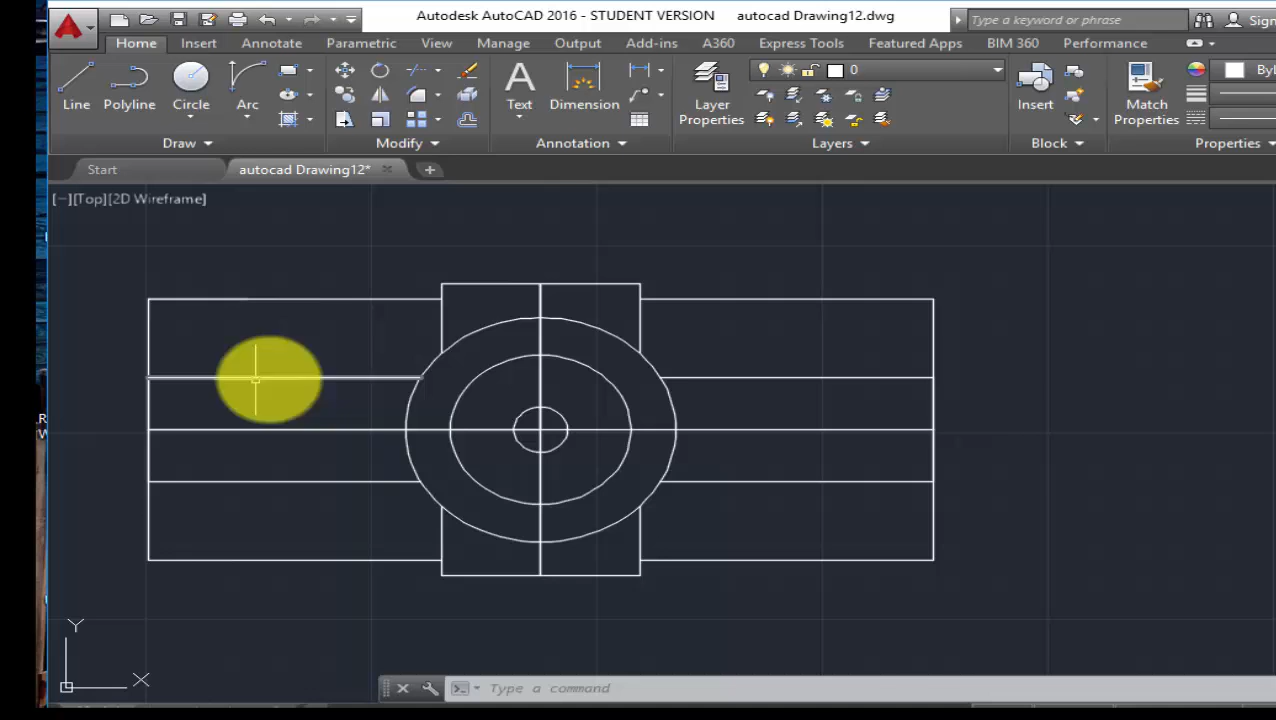 Autodesk AutoCAD 2016 - STUDENT VERSION autocad Drawing12.dwg
Type a keyword or phrase
Sign
Home Insert Annotate Parametric View Manage Output Add-ins A360 Express Tools Featured Apps BIM 360 Performance
Line Polyline Circle Arc
Text Dimension
Layer Properties
0
Insert
Match Properties
ByL
Draw Modify Annotation Layers Block Properties
Start autocad Drawing12*
[−][Top][2D Wireframe]
Y
X
Type a command